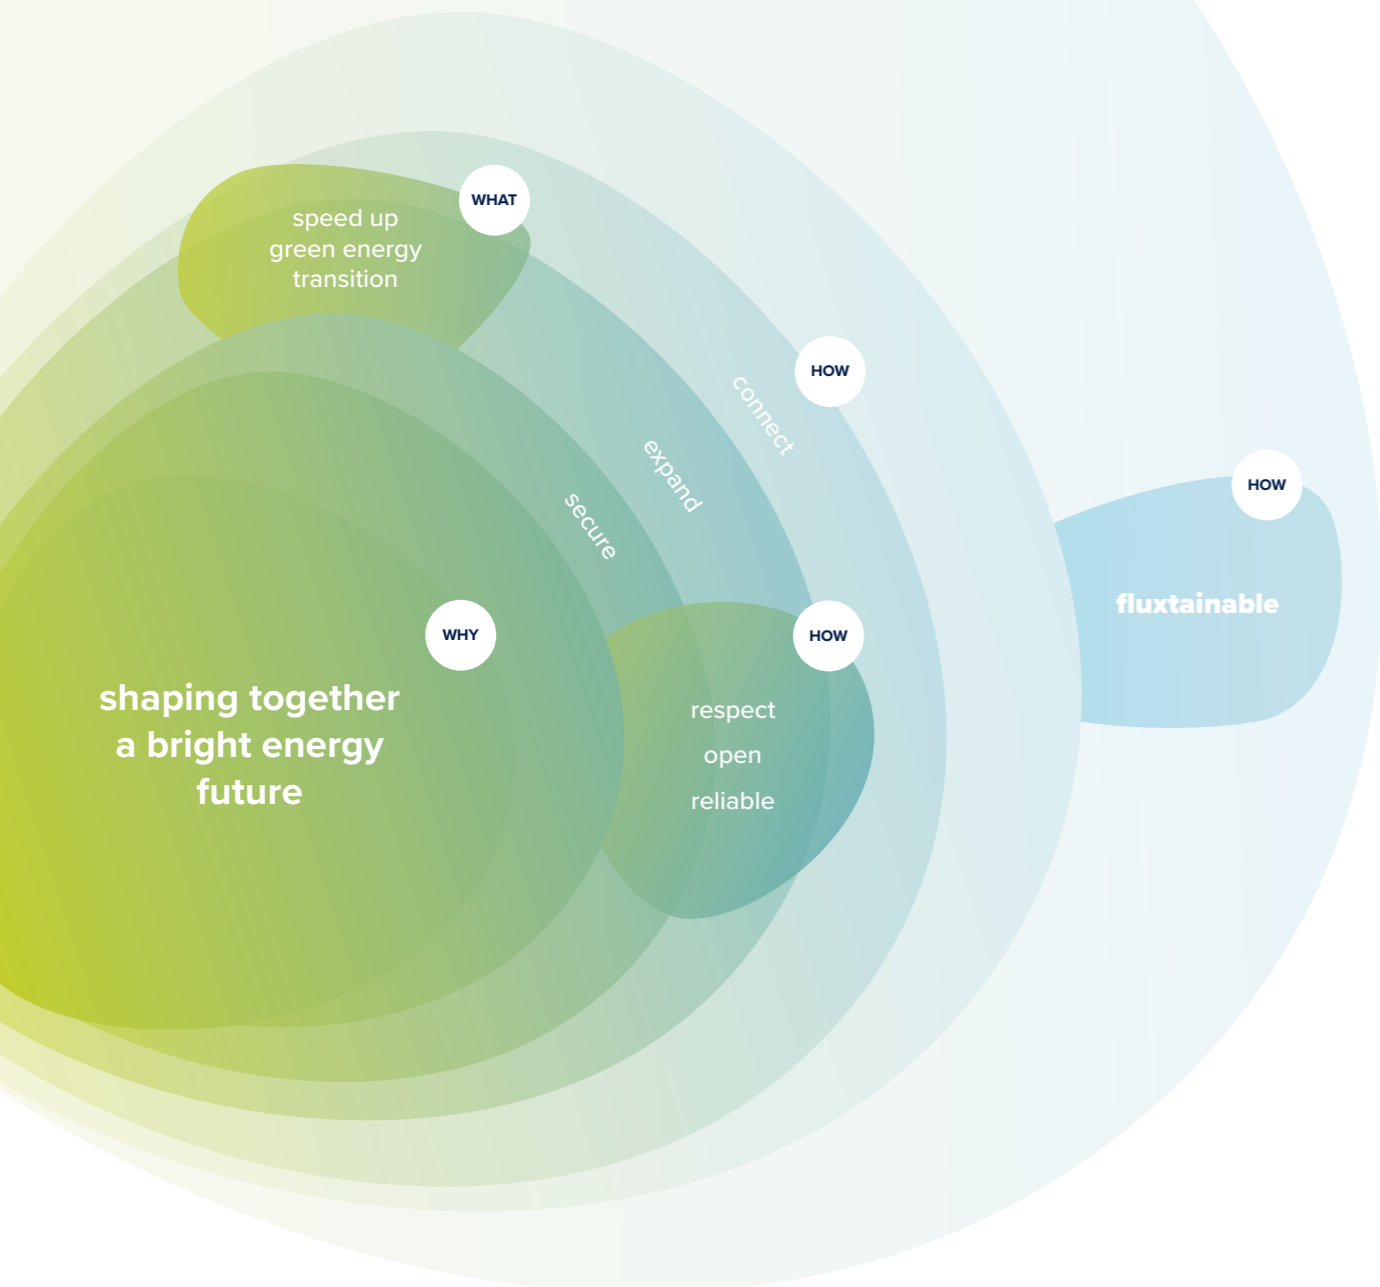 WHAT
speed up
green energy
transition
HOW
connect
expand
secure
HOW
fluxtainable
WHY
shaping together
a bright energy
future
HOW
respect
open
reliable